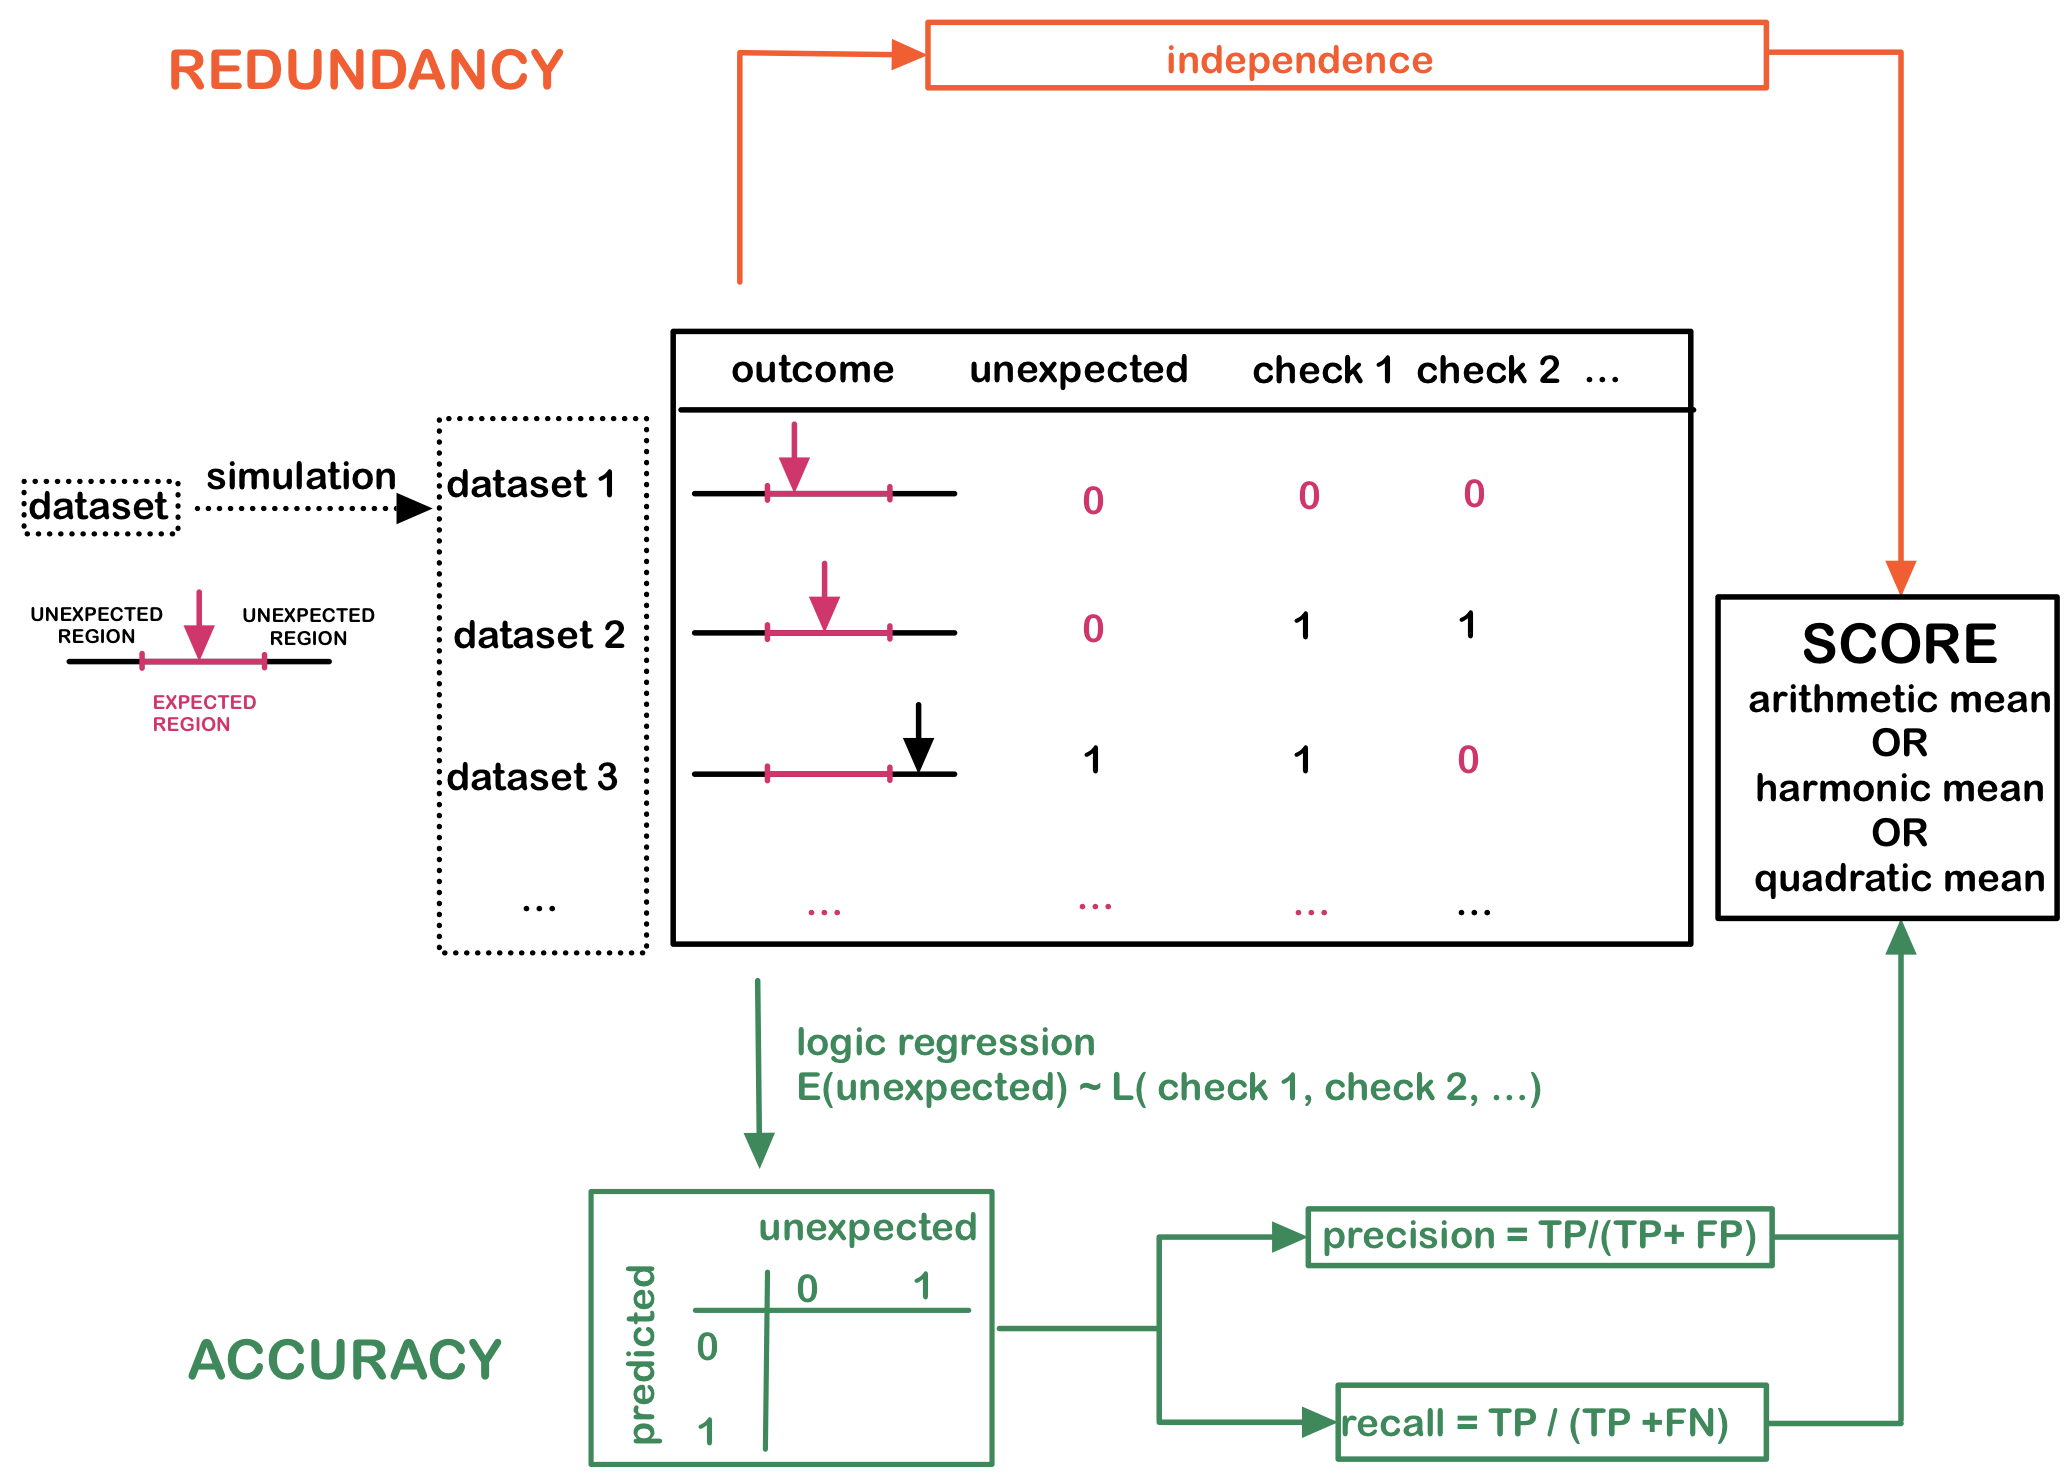 REDUNDANCY
independence
outcome unexpected check 1 check 2 ...
dataset
simulation
dataset 1
0 0 0
UNEXPECTED
REGION
UNEXPECTED
REGION
EXPECTED
REGION
dataset 2
0 1 1
dataset 3
1 1 0
... ... ... ... ...
SCORE
arithmetic mean
OR
harmonic mean
OR
quadratic mean
logic regression
E(unexpected) ~ L( check 1, check 2, ...)
ACCURACY
unexpected
predicted
0 1
0
1
precision = TP/(TP+ FP)
recall = TP / (TP +FN)